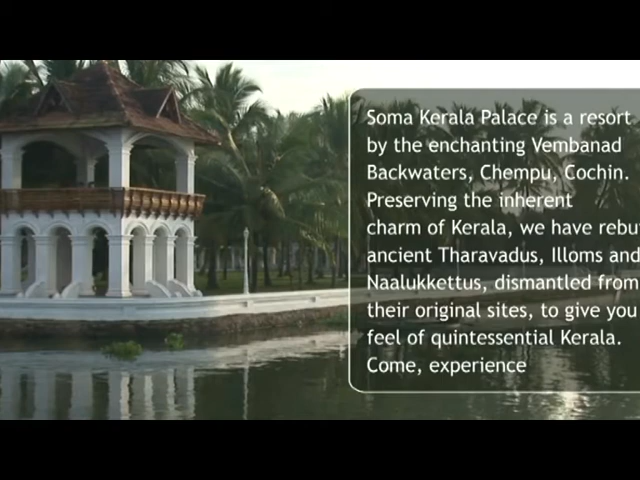 Soma Kerala Palace is a resort
by the enchanting Vembanad
Backwaters, Chempu, Cochin.
Preserving the inherent
charm of Kerala, we have
ancient Tharavadus, Illoms and
Naalukkettus, dismantled from
their original sites, to give you
feel of quintessential Kerala.
Come, experience